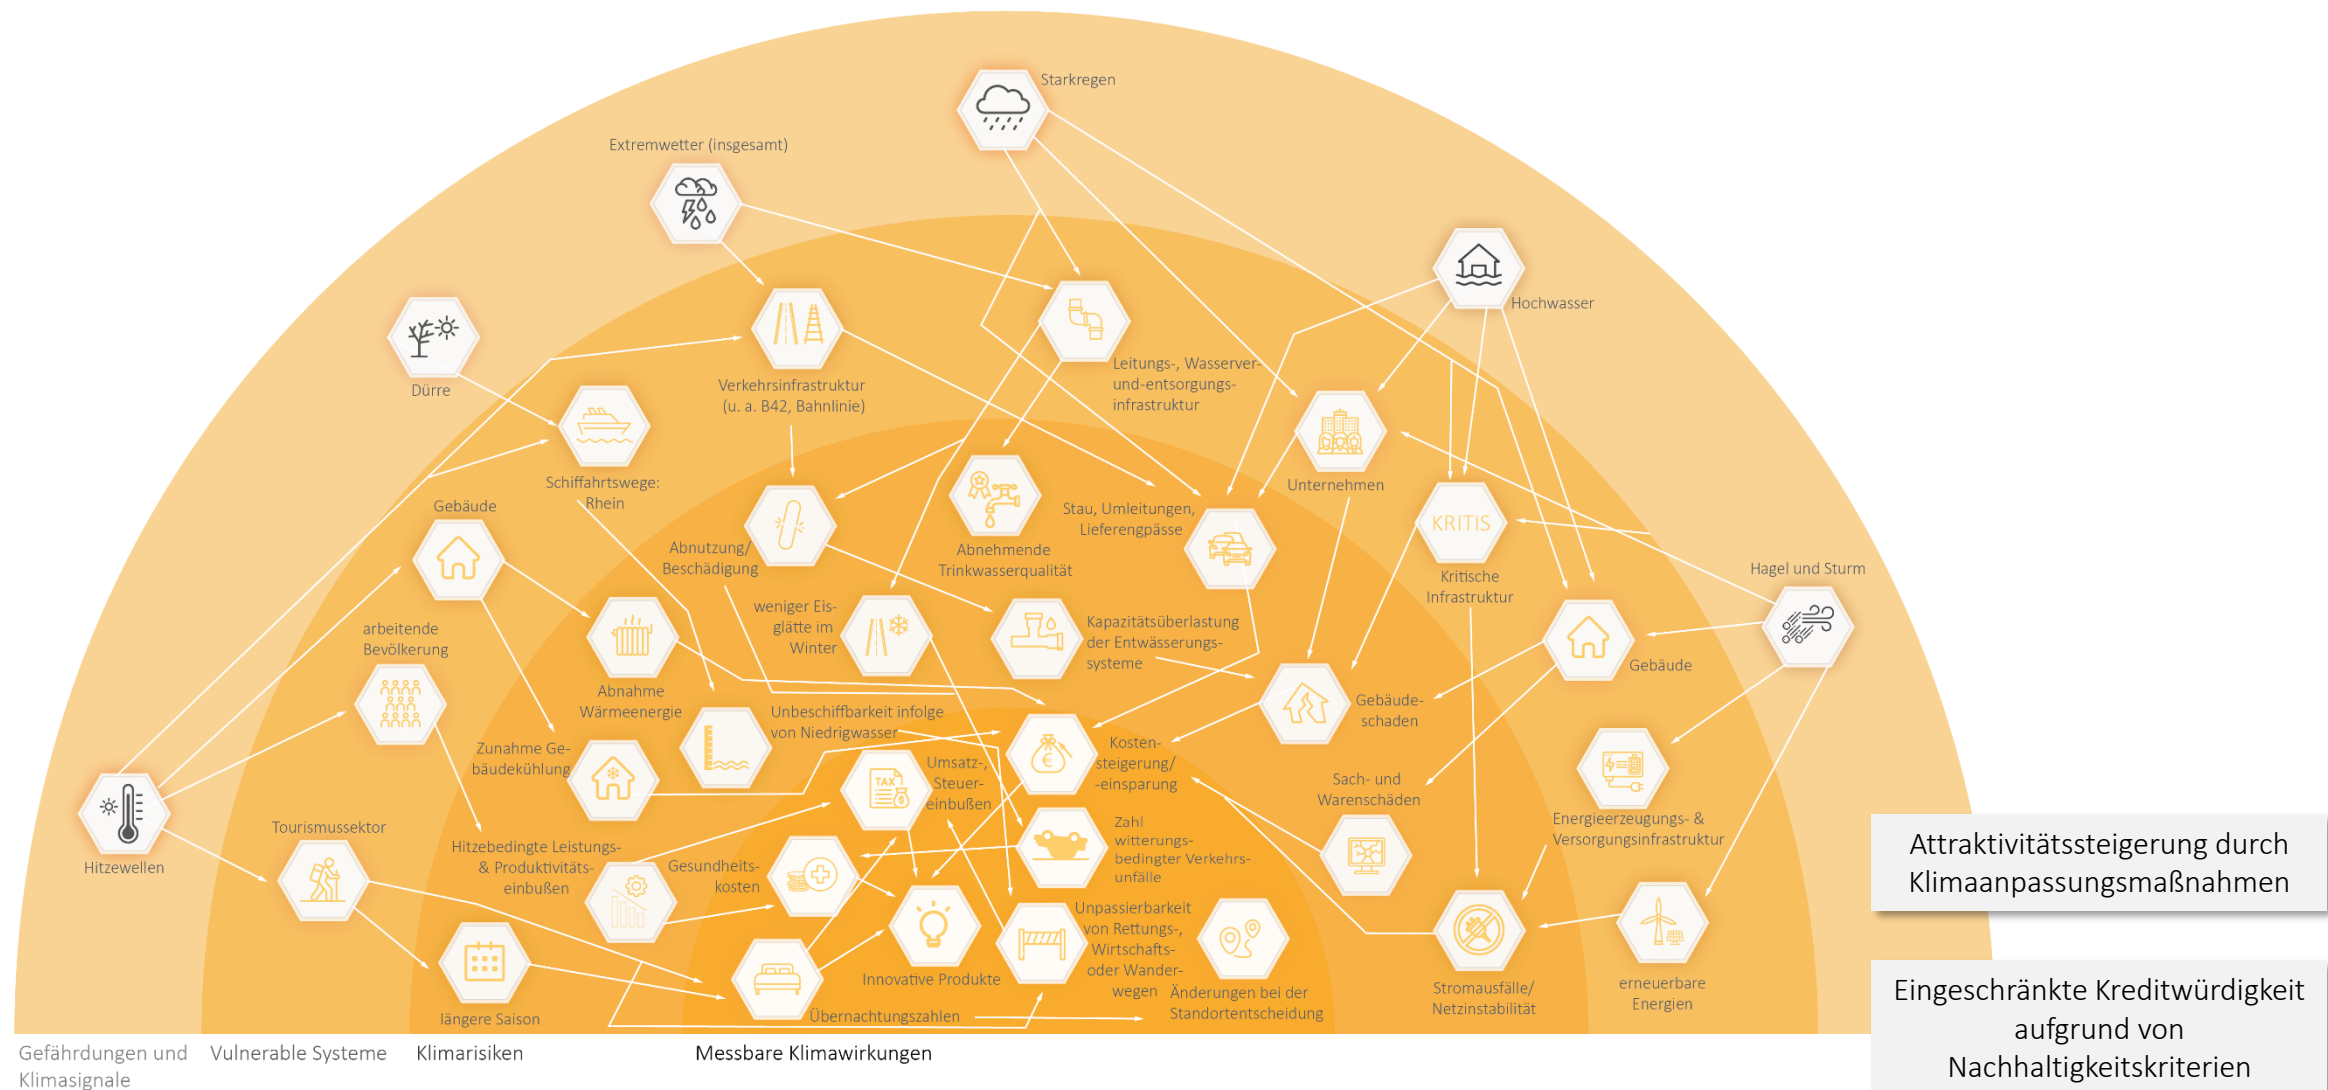 Starkregen
Extremwetter (insgesamt)
Hochwasser
Dürre
Verkehrsinfrastruktur
(u. a. B42, Bahnlinie)
Leitungs-, Wasserver-
und-entsorgungs-
infrastruktur
Schiffahrtswege:
Rhein
Unternehmen
Gebäude
Stau, Umleitungen,
Lieferengpässe
KRITIS
Kritische
Infrastruktur
Abnutzung/
Beschädigung
Abnehmende
Trinkwasserqualität
Hagel und Sturm
arbeitende
Bevölkerung
weniger Eis-
glätte im
Winter
Kapazitätsüberlastung
der Entwässerungs-
systeme
Gebäude
Abnahme
Wärmeenergie
Unbeschiffbarkeit infolge
von Niedrigwasser
Gebäude-
schaden
Zunahme Ge-
bäudekühlung
Umsatz-,
Steuer-
einbußen
TAX
$
€
Kosten-
steigerung/
-einsparung
Sach- und
Warenschäden
Energieerzeugungs- &
Versorgungsinfrastruktur
Hitzewellen
Tourismussektor
Hitzebedingte Leistungs-
& Produktivitäts-
einbußen
Gesundheits-
kosten
Zahl
witterungs-
bedingter Verkehrs-
unfälle
Unpassierbarkeit
von Rettungs-,
Wirtschafts-
oder Wander-
wegen
Innovative Produkte
Änderungen bei der
Standortentscheidung
Stromausfälle/
Netzinstabilität
erneuerbare
Energien
längere Saison
Übernachtungszahlen
Attraktivitätssteigerung durch
Klimaanpassungsmaßnahmen
Eingeschränkte Kreditwürdigkeit
aufgrund von
Nachhaltigkeitskriterien
Gefährdungen und
Klimasignale
Vulnerable Systeme
Klimarisiken
Messbare Klimawirkungen